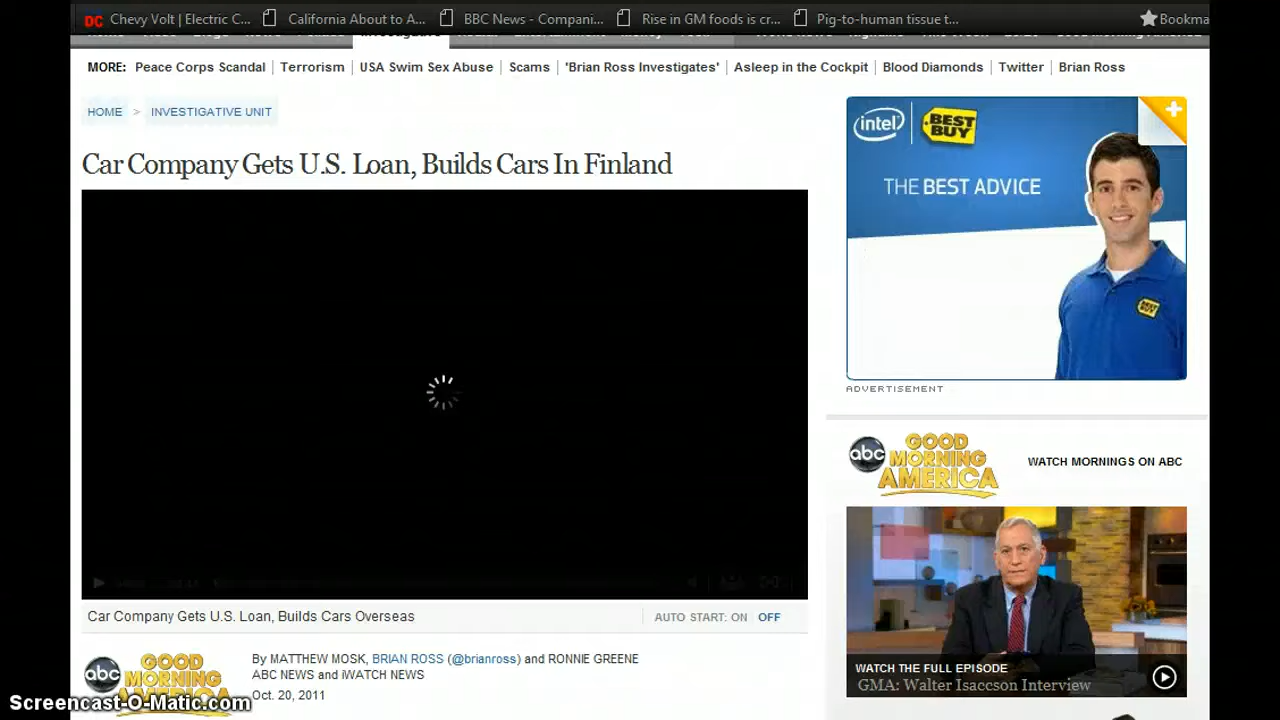 DC Chevy Volt | Electric C... California About to A... BBC News - Compani... Rise in GM foods is cr... Pig-to-human tissue t... Bookma
MORE: Peace Corps Scandal | Terrorism | USA Swim Sex Abuse | Scams | 'Brian Ross Investigates' | Asleep in the Cockpit | Blood Diamonds | Twitter | Brian Ross
HOME > INVESTIGATIVE UNIT
Car Company Gets U.S. Loan, Builds Cars In Finland
intel BEST BUY
THE BEST ADVICE
BEST BUY
ADVERTISEMENT
abc GOOD MORNING AMERICA
WATCH MORNINGS ON ABC
Car Company Gets U.S. Loan, Builds Cars Overseas
AUTO START: ON OFF
abc GOOD MORNING AMERICA
By MATTHEW MOSK, BRIAN ROSS (@brianross) and RONNIE GREENE
ABC NEWS and iWATCH NEWS
Oct. 20, 2011
WATCH THE FULL EPISODE
GMA: Walter Isaccson Interview
Screencast-O-Matic.com